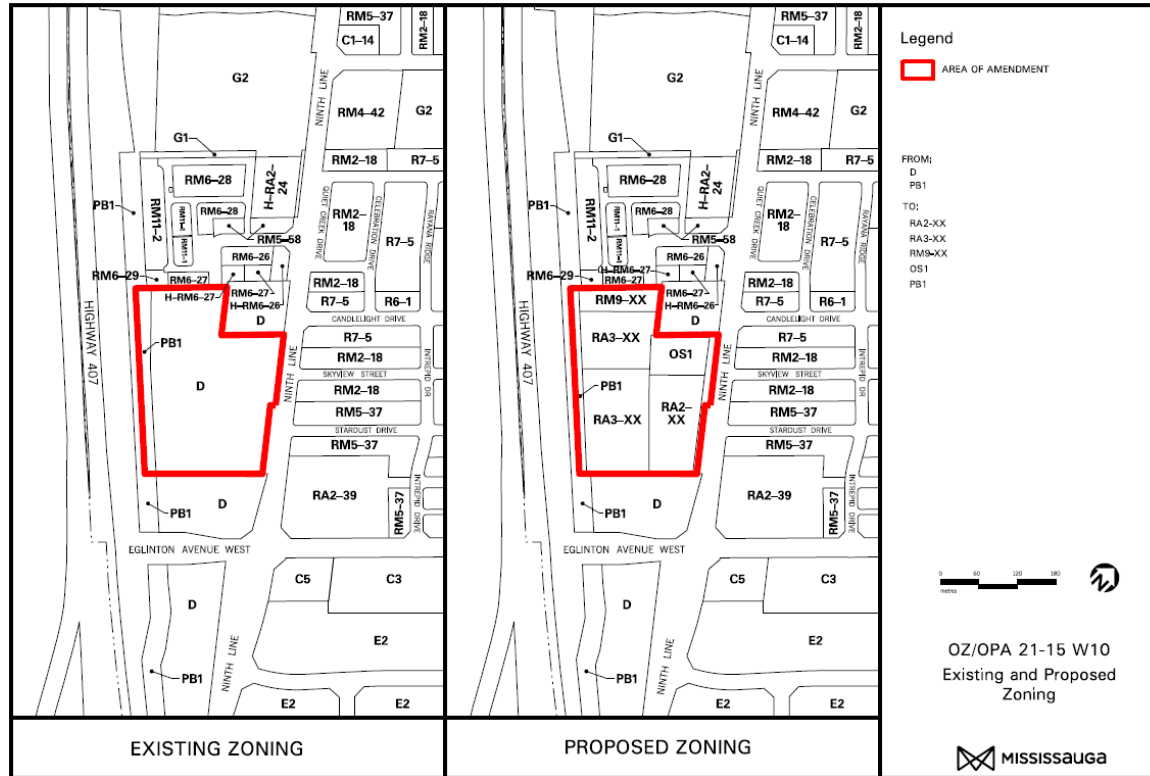 RM5-37
C1-14
RM2-18
G2
NINTH LINE
RM4-42
G2
G1
RM2-18
R7-5
RM6-28
H-RA2-
24
PB1
RM11-2
RM6-28
QUIET CREEK DRIVE
RM2-
18
CELEBRATION DRIVE
RAYANA RIDGE
R7-5
RM11-1
RM5-58
RM6-26
RM6-29
RM6-27
H-RM6-27
RM6-27
H-RM6-26
RM2-18
R7-5
R6-1
D
CANDLELIGHT DRIVE
HIGHWAY 407
PB1
D
NINTH LINE
R7-5
RM2-18
SKYVIEW STREET
INTREPID DR
RM2-18
RM5-37
STARDUST DRIVE
RM5-37
RA2-39
RM5-37
INTREPID DRIVE
PB1
D
EGLINTON AVENUE WEST
C5
C3
D
E2
PB1
NINTH LINE
E2
E2
EXISTING ZONING
RM5-37
C1-14
RM2-18
G2
NINTH LINE
RM4-42
G2
G1
RM2-18
R7-5
RM6-28
H-RA2-
24
PB1
RM11-2
RM11-1
RM11-1
RM6-28
QUIET CREEK DRIVE
RM2-
18
CELEBRATION DRIVE
RAYANA RIDGE
R7-5
RM5-58
RM6-26
RM6-29
H-RM6-27
RM6-27
RM6-27
H-RM6-26
RM2-18
R7-5
R6-1
RM9-XX
D
CANDLELIGHT DRIVE
HIGHWAY 407
RA3-XX
OS1
PB1
RA3-XX
RA2-
XX
NINTH LINE
R7-5
RM2-18
SKYVIEW STREET
INTREPID DR
RM2-18
RM5-37
STARDUST DRIVE
RM5-37
RA2-39
RM5-37
INTREPID DRIVE
PB1
D
EGLINTON AVENUE WEST
C5
C3
D
E2
PB1
NINTH LINE
E2
E2
PROPOSED ZONING
Legend
AREA OF AMENDMENT
FROM:
D
PB1
TO:
RA2-XX
RA3-XX
RM9-XX
OS1
PB1
0 60 120 180
metres
OZ/OPA 21-15 W10
Existing and Proposed
Zoning
MISSISSAUGA